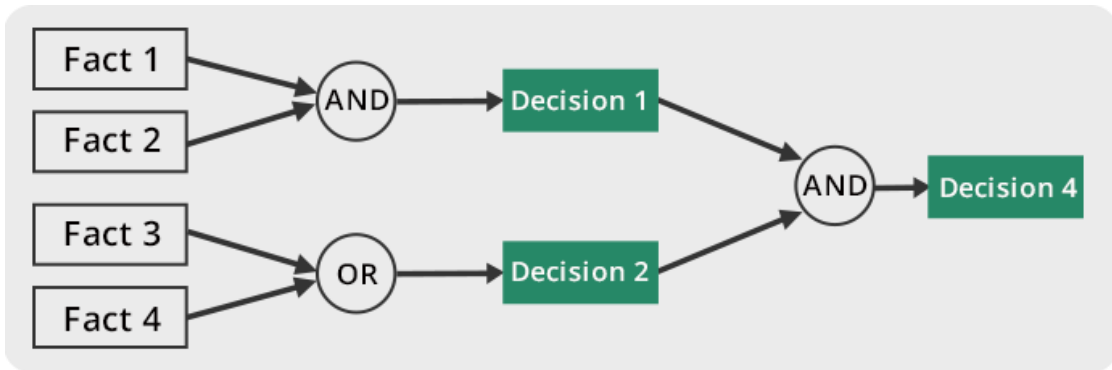 Fact 1
Fact 2
AND
Decision 1
Fact 3
Fact 4
OR
Decision 2
AND
Decision 4